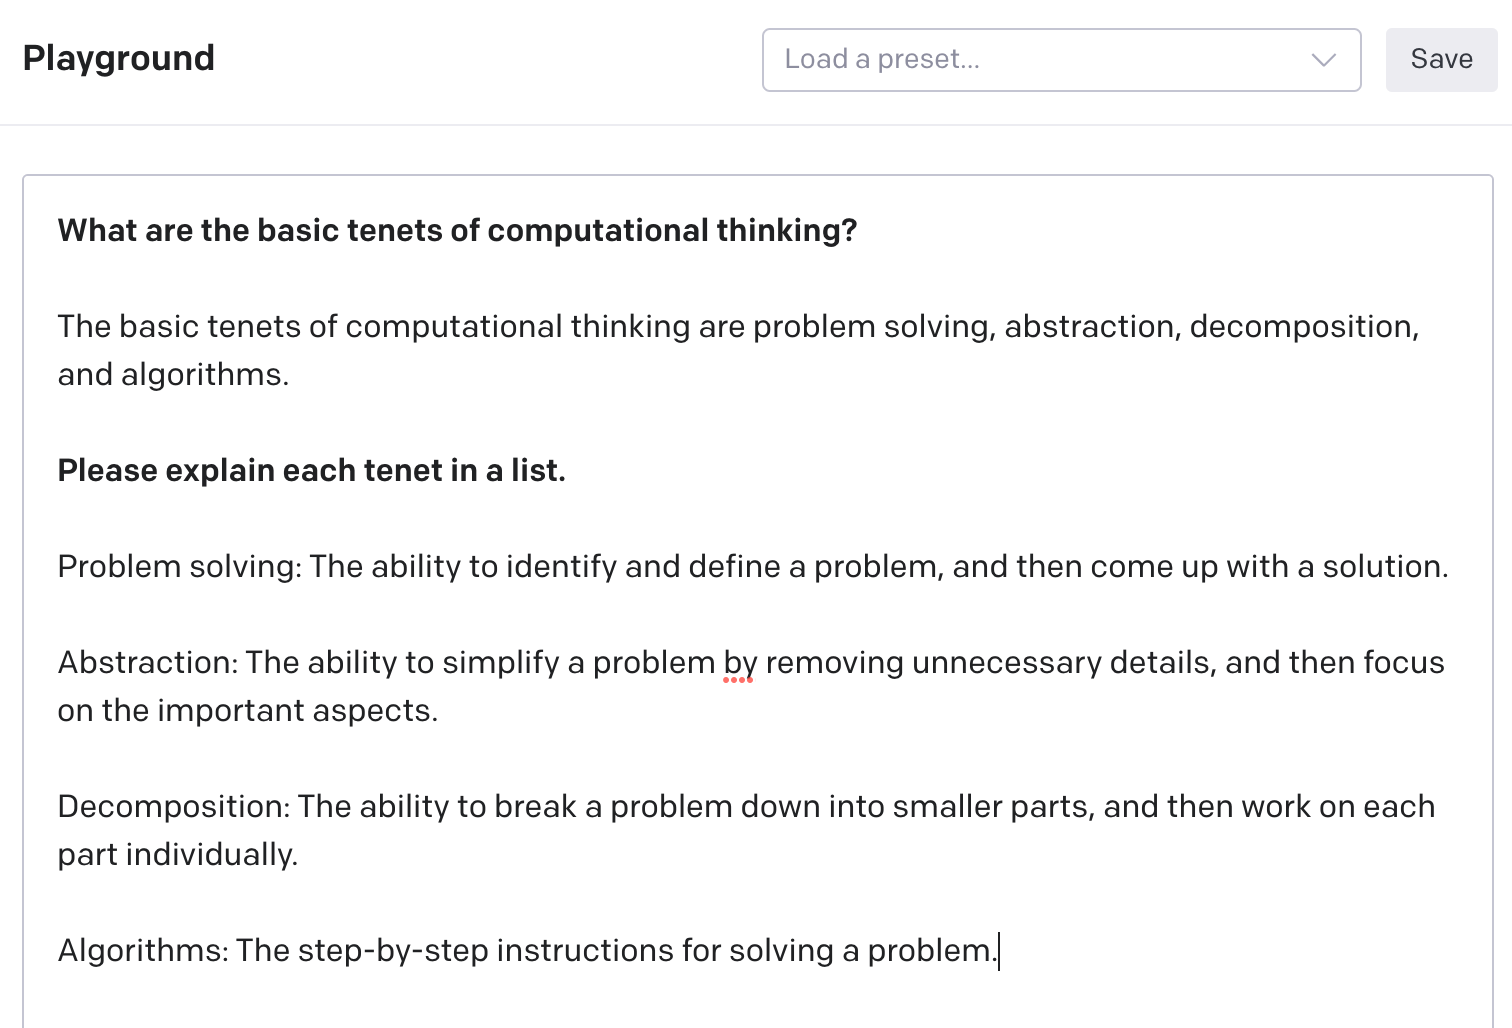 Playground
Load a preset...
Save
What are the basic tenets of computational thinking?
The basic tenets of computational thinking are problem solving, abstraction, decomposition,
and algorithms.
Please explain each tenet in a list.
Problem solving: The ability to identify and define a problem, and then come up with a solution.
Abstraction: The ability to simplify a problem by removing unnecessary details, and then focus
on the important aspects.
Decomposition: The ability to break a problem down into smaller parts, and then work on each
part individually.
Algorithms: The step-by-step instructions for solving a problem.